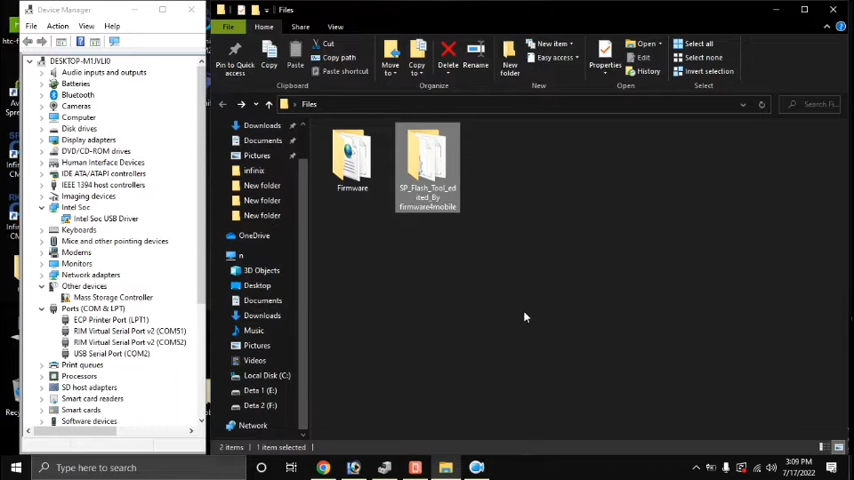 Device Manager
File Action View Help
DESKTOP-M1JVLI0
Audio inputs and outputs
Batteries
Bluetooth
Cameras
Computer
Disk drives
Display adapters
DVD/CD-ROM drives
Human Interface Devices
IDE ATA/ATAPI controllers
IEEE 1394 host controllers
Imaging devices
Intel Soc
Intel Soc USB Driver
Keyboards
Mice and other pointing devices
Modems
Monitors
Network adapters
Other devices
Mass Storage Controller
Ports (COM & LPT)
ECP Printer Port (LPT1)
RIM Virtual Serial Port v2 (COM51)
RIM Virtual Serial Port v2 (COM52)
USB Serial Port (COM2)
Print queues
Processors
SD host adapters
Smart card readers
Smart cards
Software devices
Files
File Home Share View
Pin to Quick access
Copy
Paste
Cut
Copy path
Paste shortcut
Clipboard
Move to
Copy to
Delete
Rename
Organize
New folder
New item
Easy access
New
Properties
Open
Edit
History
Open
Select all
Select none
Invert selection
Select
Files
Search Fi...
Downloads
Documents
Pictures
infinix
New folder
New folder
New folder
OneDrive
n
3D Objects
Desktop
Documents
Downloads
Music
Pictures
Videos
Local Disk (C:)
Deta 1 (E:)
Deta 2 (F:)
Network
Firmware
SP_Flash_Tool_ed
ited_By
firmware4mobile
2 items 1 item selected
Type here to search
3:09 PM
7/17/2022